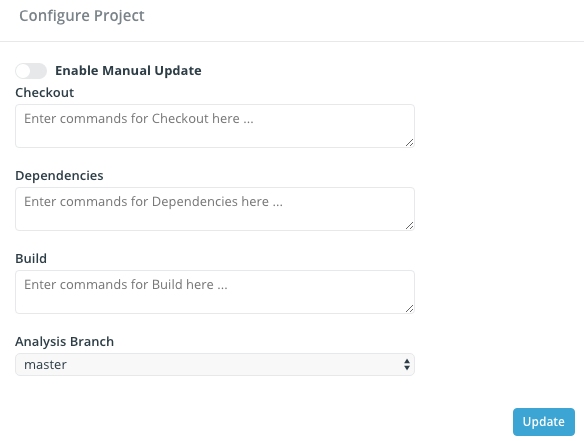 Configure Project
Enable Manual Update
Checkout
Enter commands for Checkout here ...
Dependencies
Enter commands for Dependencies here ...
Build
Enter commands for Build here ...
Analysis Branch
master
Update